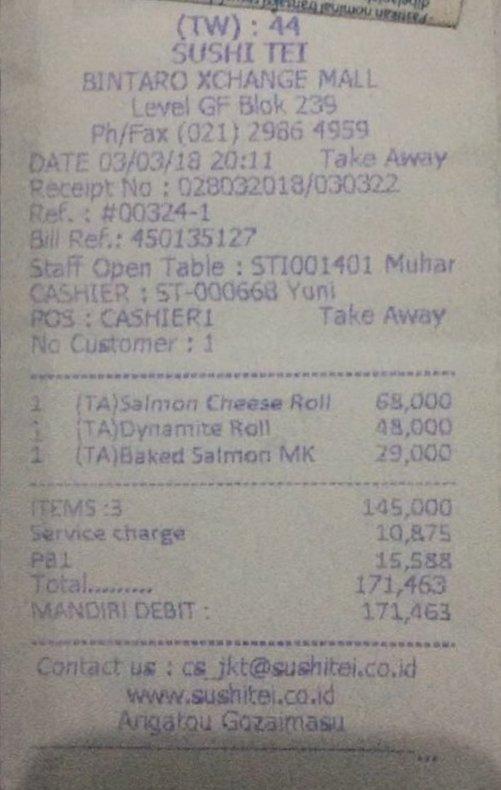 Pastikan nominal
(TW) : 44
SUSHI TEI
BINTARO XCHANGE MALL
Level GF Blok 239
Ph/Fax (021) 2986 4959
DATE 03/03/18 20:11 Take Away
Receipt No : 028032018/030322
Ref. : #00324-1
Bill Ref.: 450135127
Staff Open Table : STI001401 Muhar
CASHIER : ST-000668 Yuni
POS : CASHIER1 Take Away
No Customer : 1
1 (TA)Salmon Cheese Roll 68,000
1 (TA)Dynamite Roll 48,000
1 (TA)Baked Salmon MK 29,000
ITEMS :3 145,000
Service charge 10,875
PB1 15,588
Total......... 171,463
MANDIRI DEBIT : 171,463
Contact us : cs_jkt@sushitei.co.id
www.sushitei.co.id
Arigatou Gozaimasu